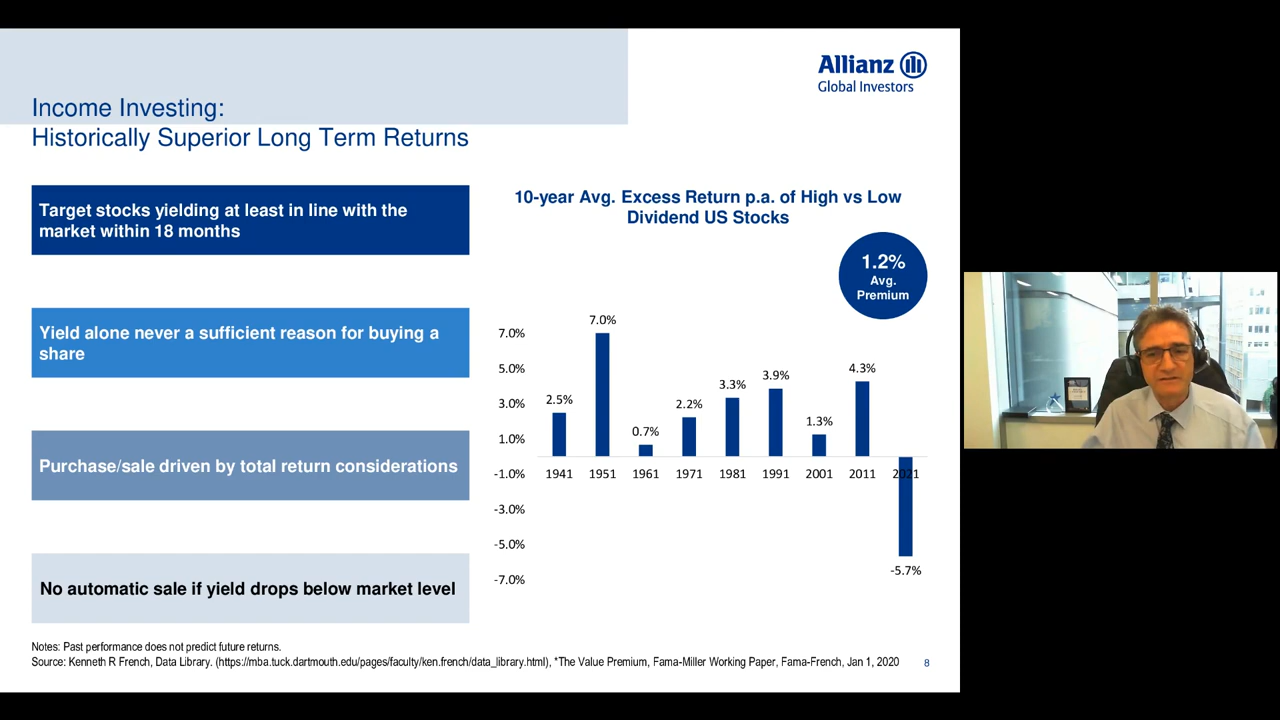 Allianz
Global Investors
Income Investing:
Historically Superior Long Term Returns
Target stocks yielding at least in line with the
market within 18 months
Yield alone never a sufficient reason for buying a
share
Purchase/sale driven by total return considerations
No automatic sale if yield drops below market level
10-year Avg. Excess Return p.a. of High vs Low
Dividend US Stocks
1.2%
Avg.
Premium
7.0%
5.0%
3.0%
1.0%
-1.0%
-3.0%
-5.0%
-7.0%
2.5%
7.0%
0.7%
2.2%
3.3%
3.9%
1.3%
4.3%
-5.7%
1941
1951
1961
1971
1981
1991
2001
2011
2021
Notes: Past performance does not predict future returns.
Source: Kenneth R French, Data Library. (https://mba.tuck.dartmouth.edu/pages/faculty/ken.french/data_library.html), *The Value Premium, Fama-Miller Working Paper, Fama-French, Jan 1, 2020
8